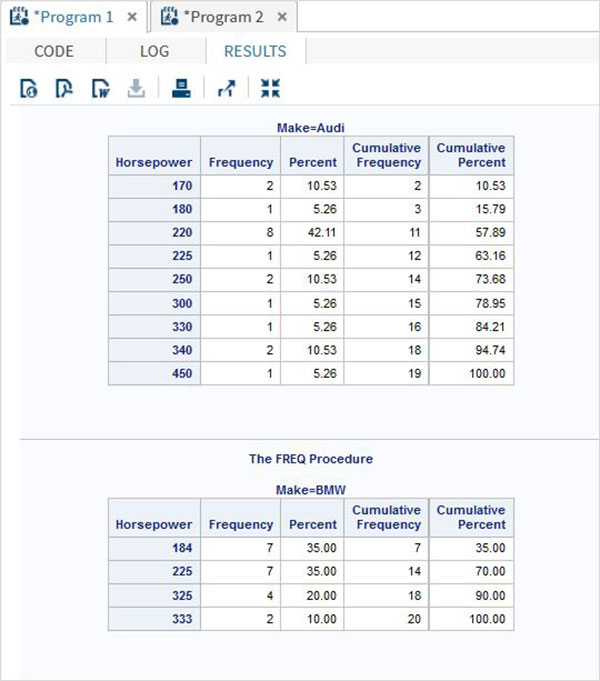 *Program 1 × *Program 2 ×
CODE LOG RESULTS
Make=Audi
Horsepower Frequency Percent Cumulative Frequency Cumulative Percent
170 2 10.53 2 10.53
180 1 5.26 3 15.79
220 8 42.11 11 57.89
225 1 5.26 12 63.16
250 2 10.53 14 73.68
300 1 5.26 15 78.95
330 1 5.26 16 84.21
340 2 10.53 18 94.74
450 1 5.26 19 100.00
The FREQ Procedure
Make=BMW
Horsepower Frequency Percent Cumulative Frequency Cumulative Percent
184 7 35.00 7 35.00
225 7 35.00 14 70.00
325 4 20.00 18 90.00
333 2 10.00 20 100.00